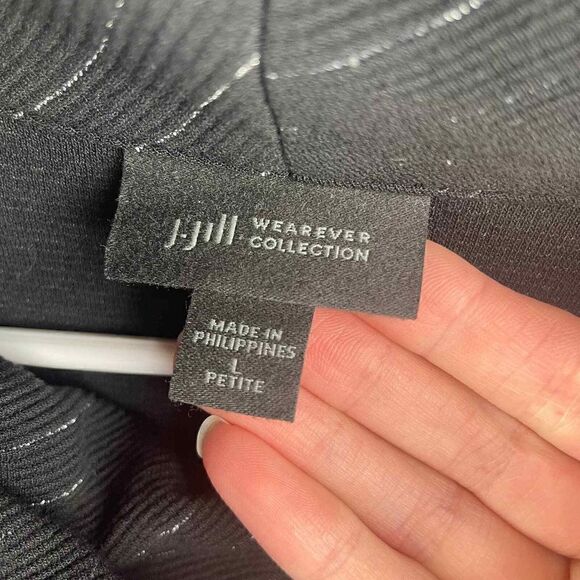 J.Jill WEAREVER
COLLECTION
MADE IN
PHILIPPINES
L
PETITE